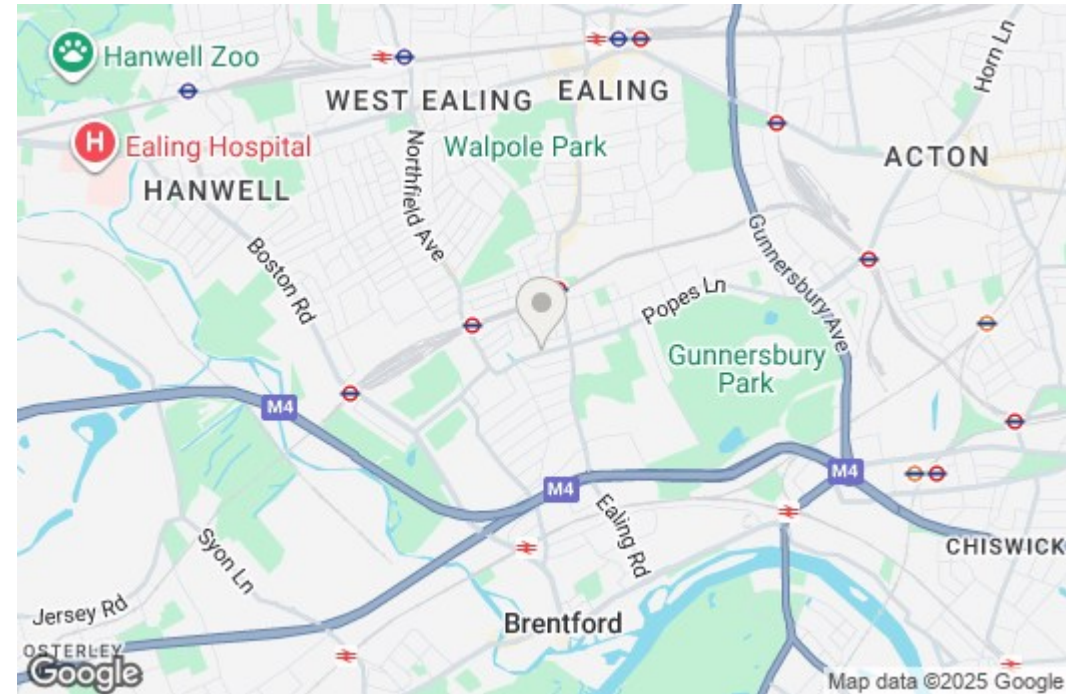 Hanwell Zoo
WEST EALING
EALING
Horn Ln
H
Ealing Hospital
Walpole Park
ACTON
HANWELL
Northfield Ave
Boston Rd
Gunnersbury Ave
Popes Ln
Gunnersbury
Park
M4
M4
M4
Ealing Rd
Syon Ln
CHISWICK
Jersey Rd
Brentford
OSTERLEY
Google
Map data ©2025 Google